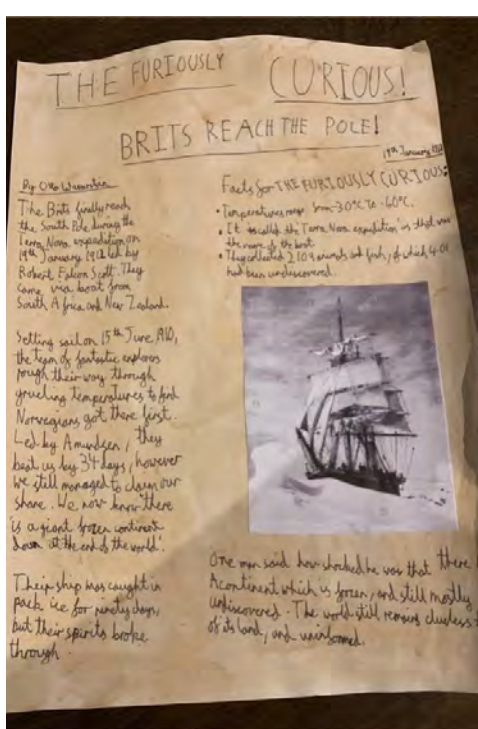 THE FURIOUSLY CURIOUS!
BRITS REACH THE POLE!
19th January 1912
By Otto
Facts for THE FURIOUSLY CURIOUS:
The Brits finally reach
the South Pole during the
Terra Nova expedition on
19th January 1912 led by
Robert Falcon Scott. They
came via boat from
South Africa and New Zealand.
Setting sail on 15th June 1910,
the team of fantastic explorers
rough their way through
grueling temperatures to find
Norwegians got there first.
Led by Amundsen, they
beat us by 34 days, however
we still managed to claim our
share. We now know 'there
is a giant frozen continent
down at the end of the world'.
Their ship was caught in
pack ice for ninety days,
but their spirits broke
through.
• Temperatures range from -30°C to -60°C.
• It is called the 'Terra Nova expedition' as that was
the name of the boat.
• They collected 2109 animals and fish, of which 401
had been undiscovered.
One man said how shocked he was that there
A continent which is frozen, and still mostly
undiscovered. The world still remains clueless
of its land, and uninformed.